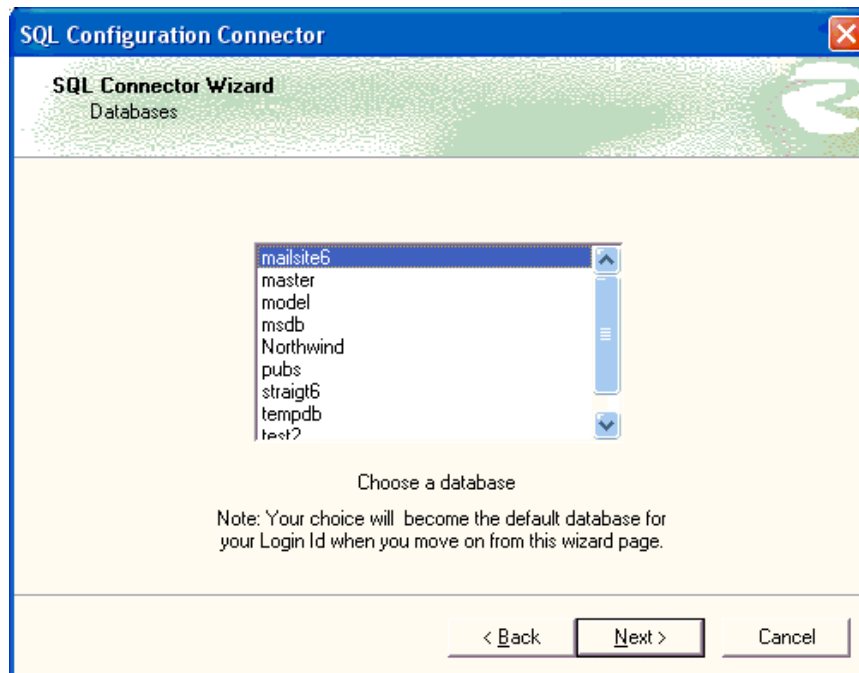 SQL Configuration Connector
SQL Connector Wizard
Databases
mailsite6
master
model
msdb
Northwind
pubs
straigt6
tempdb
test2
Choose a database
Note: Your choice will become the default database for
your Login Id when you move on from this wizard page.
< Back Next > Cancel